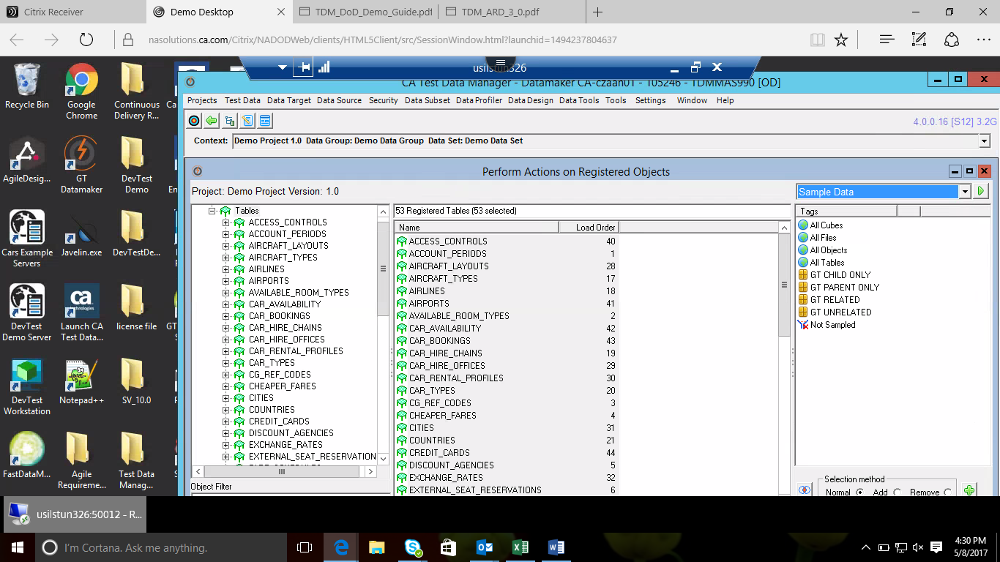 Citrix Receiver
Demo Desktop
TDM_DoD_Demo_Guide.pdf
TDM_ARD_3_0.pdf
nasolutions.ca.com/Citrix/NADODWeb/clients/HTML5Client/src/SessionWindow.html?launchid=1494237804637
usilstun326
CA Test Data Manager - Datamaker CA-czaan01 - T05246 - TDMMAS990 [OD]
Projects Test Data Data Target Data Source Security Data Subset Data Profiler Data Design Data Tools Tools Settings Window Help
4.0.0.16 [S12] 3.2G
Context: Demo Project 1.0 Data Group: Demo Data Group Data Set: Demo Data Set
Perform Actions on Registered Objects
Project: Demo Project Version: 1.0
Sample Data
Recycle Bin
Google Chrome
Continuous Delivery R...
AgileDesig...
GT Datamaker
DevTest Demo
Cars Example Servers
Javelin.exe
DevTestDe...
DevTest Demo Server
ca
technologies
Launch CA Test Data...
license file
DevTest Workstation
Notepad++
SV_10.0
FastDataM...
Agile Requireme...
Test Data Manag...
Tables
ACCESS_CONTROLS
ACCOUNT_PERIODS
AIRCRAFT_LAYOUTS
AIRCRAFT_TYPES
AIRLINES
AIRPORTS
AVAILABLE_ROOM_TYPES
CAR_AVAILABILITY
CAR_BOOKINGS
CAR_HIRE_CHAINS
CAR_HIRE_OFFICES
CAR_RENTAL_PROFILES
CAR_TYPES
CG_REF_CODES
CHEAPER_FARES
CITIES
COUNTRIES
CREDIT_CARDS
DISCOUNT_AGENCIES
EXCHANGE_RATES
EXTERNAL_SEAT_RESERVATION
Object Filter
53 Registered Tables (53 selected)
Name Load Order
ACCESS_CONTROLS 40
ACCOUNT_PERIODS 1
AIRCRAFT_LAYOUTS 28
AIRCRAFT_TYPES 17
AIRLINES 18
AIRPORTS 41
AVAILABLE_ROOM_TYPES 2
CAR_AVAILABILITY 42
CAR_BOOKINGS 43
CAR_HIRE_CHAINS 19
CAR_HIRE_OFFICES 29
CAR_RENTAL_PROFILES 30
CAR_TYPES 20
CG_REF_CODES 3
CHEAPER_FARES 4
CITIES 31
COUNTRIES 21
CREDIT_CARDS 44
DISCOUNT_AGENCIES 5
EXCHANGE_RATES 32
EXTERNAL_SEAT_RESERVATIONS 6
Tags
All Cubes
All Files
All Objects
All Tables
GT CHILD ONLY
GT PARENT ONLY
GT RELATED
GT UNRELATED
Not Sampled
Selection method
Normal Add Remove
usilstun326:50012 - R...
I'm Cortana. Ask me anything.
4:30 PM
5/8/2017